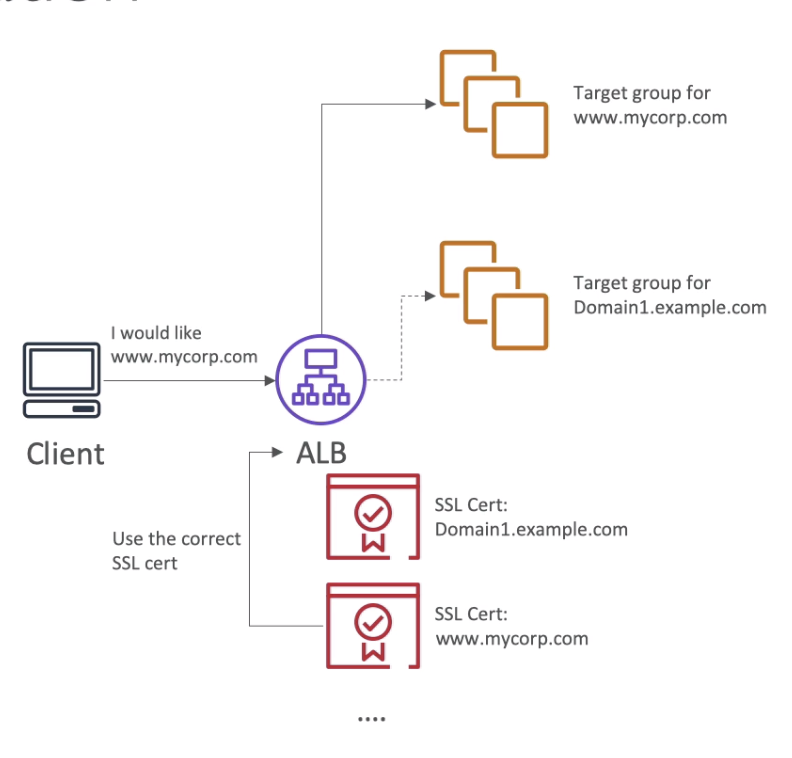 Target group for
www.mycorp.com
Target group for
Domain1.example.com
I would like
www.mycorp.com
Client
ALB
SSL Cert:
Domain1.example.com
Use the correct
SSL cert
SSL Cert:
www.mycorp.com
....